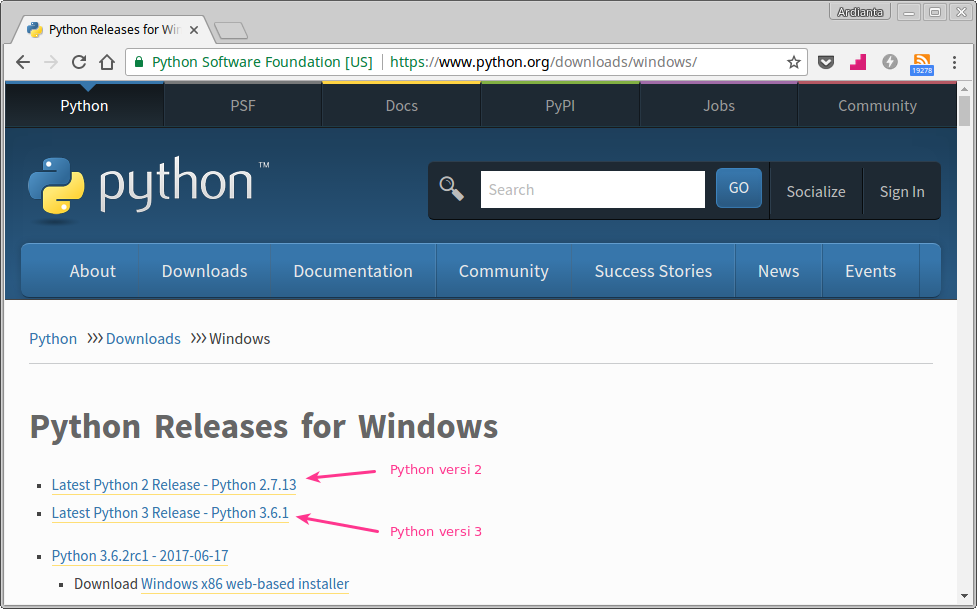 Ardianta
Python Releases for Win
Python Software Foundation [US] https://www.python.org/downloads/windows/
19278
Python PSF Docs PyPI Jobs Community
python™
Search GO Socialize Sign In
About Downloads Documentation Community Success Stories News Events
Python >>> Downloads >>> Windows
Python Releases for Windows
Python versi 2
Latest Python 2 Release - Python 2.7.13
Latest Python 3 Release - Python 3.6.1
Python versi 3
Python 3.6.2rc1 - 2017-06-17
Download Windows x86 web-based installer